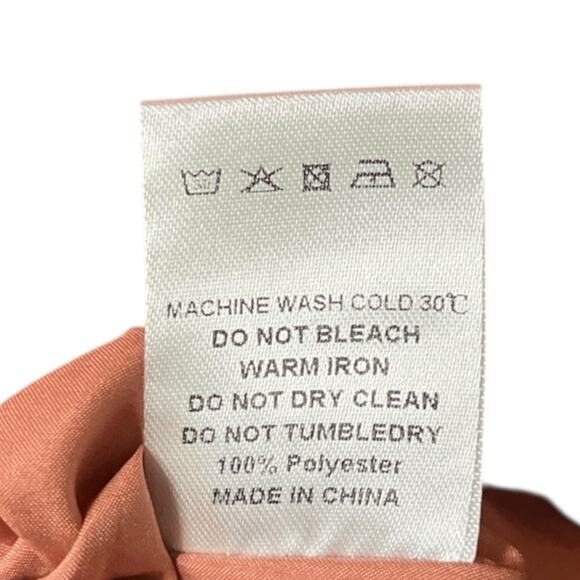 MACHINE WASH COLD 30℃
DO NOT BLEACH
WARM IRON
DO NOT DRY CLEAN
DO NOT TUMBLEDRY
100% Polyester
MADE IN CHINA